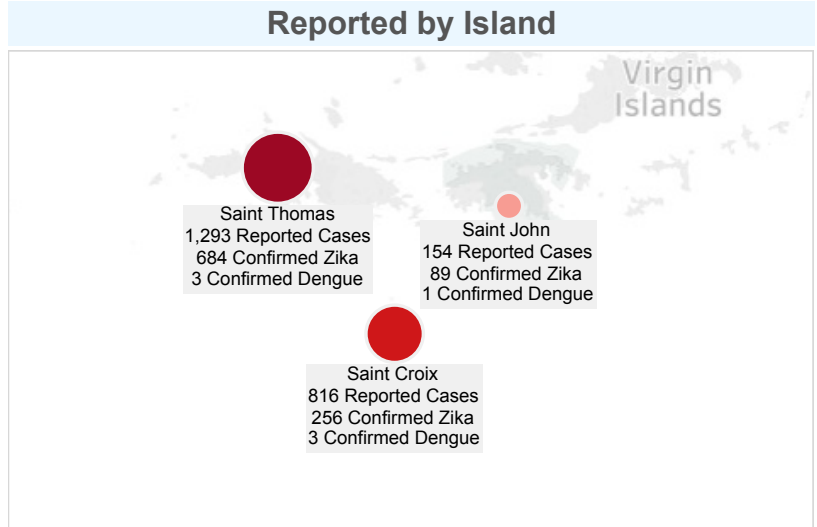 Reported by Island
Virgin
Islands
Saint Thomas
1,293 Reported Cases
684 Confirmed Zika
3 Confirmed Dengue
Saint John
154 Reported Cases
89 Confirmed Zika
1 Confirmed Dengue
Saint Croix
816 Reported Cases
256 Confirmed Zika
3 Confirmed Dengue